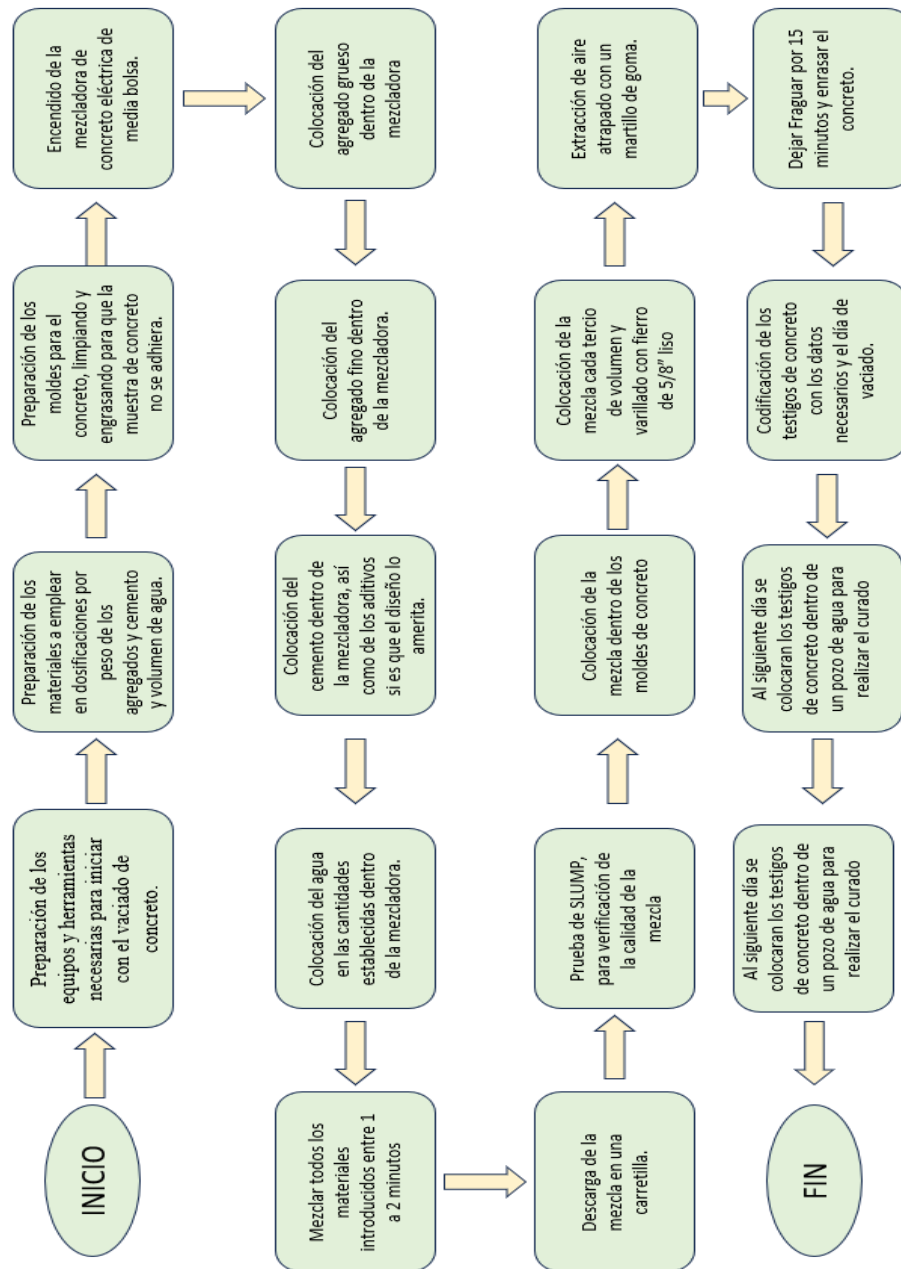 INICIO
Preparación de los
equipos y herramientas
necesarias para iniciar
con el vaciado de
concreto.
Preparación de los
materiales a emplear
en dosificaciones por
peso de los
agregados y cemento
y volumen de agua.
Preparación de los
moldes para el
concreto, limpiando y
engrasando para que la
muestra de concreto
no se adhiera.
Encendido de la
mezcladora de
concreto eléctrica de
media bolsa.
Colocación del
agregado grueso
dentro de la
mezcladora
Colocación del
agregado fino dentro
de la mezcladora.
Colocación del
cemento dentro de
la mezcladora, así
como de los aditivos
si es que el diseño lo
amerita.
Colocación del agua
en las cantidades
establecidas dentro
de la mezcladora.
Mezclar todos los
materiales
introducidos entre 1
a 2 minutos
Descarga de la
mezcla en una
carretilla.
Prueba de SLUMP,
para verificación de
la calidad de la
mezcla
Colocación de la
mezcla dentro de los
moldes de concreto
Colocación de la
mezcla cada tercio
de volumen y
varillado con fierro
de 5/8” liso
Extracción de aire
atrapado con un
martillo de goma.
Dejar Fraguar por 15
minutos y enrasar el
concreto.
Codificación de los
testigos de concreto
con los datos
necesarios y el día de
vaciado.
Al siguiente día se
colocaran los testigos
de concreto dentro de
un pozo de agua para
realizar el curado
Al siguiente día se
colocaran los testigos
de concreto dentro de
un pozo de agua para
realizar el curado
FIN